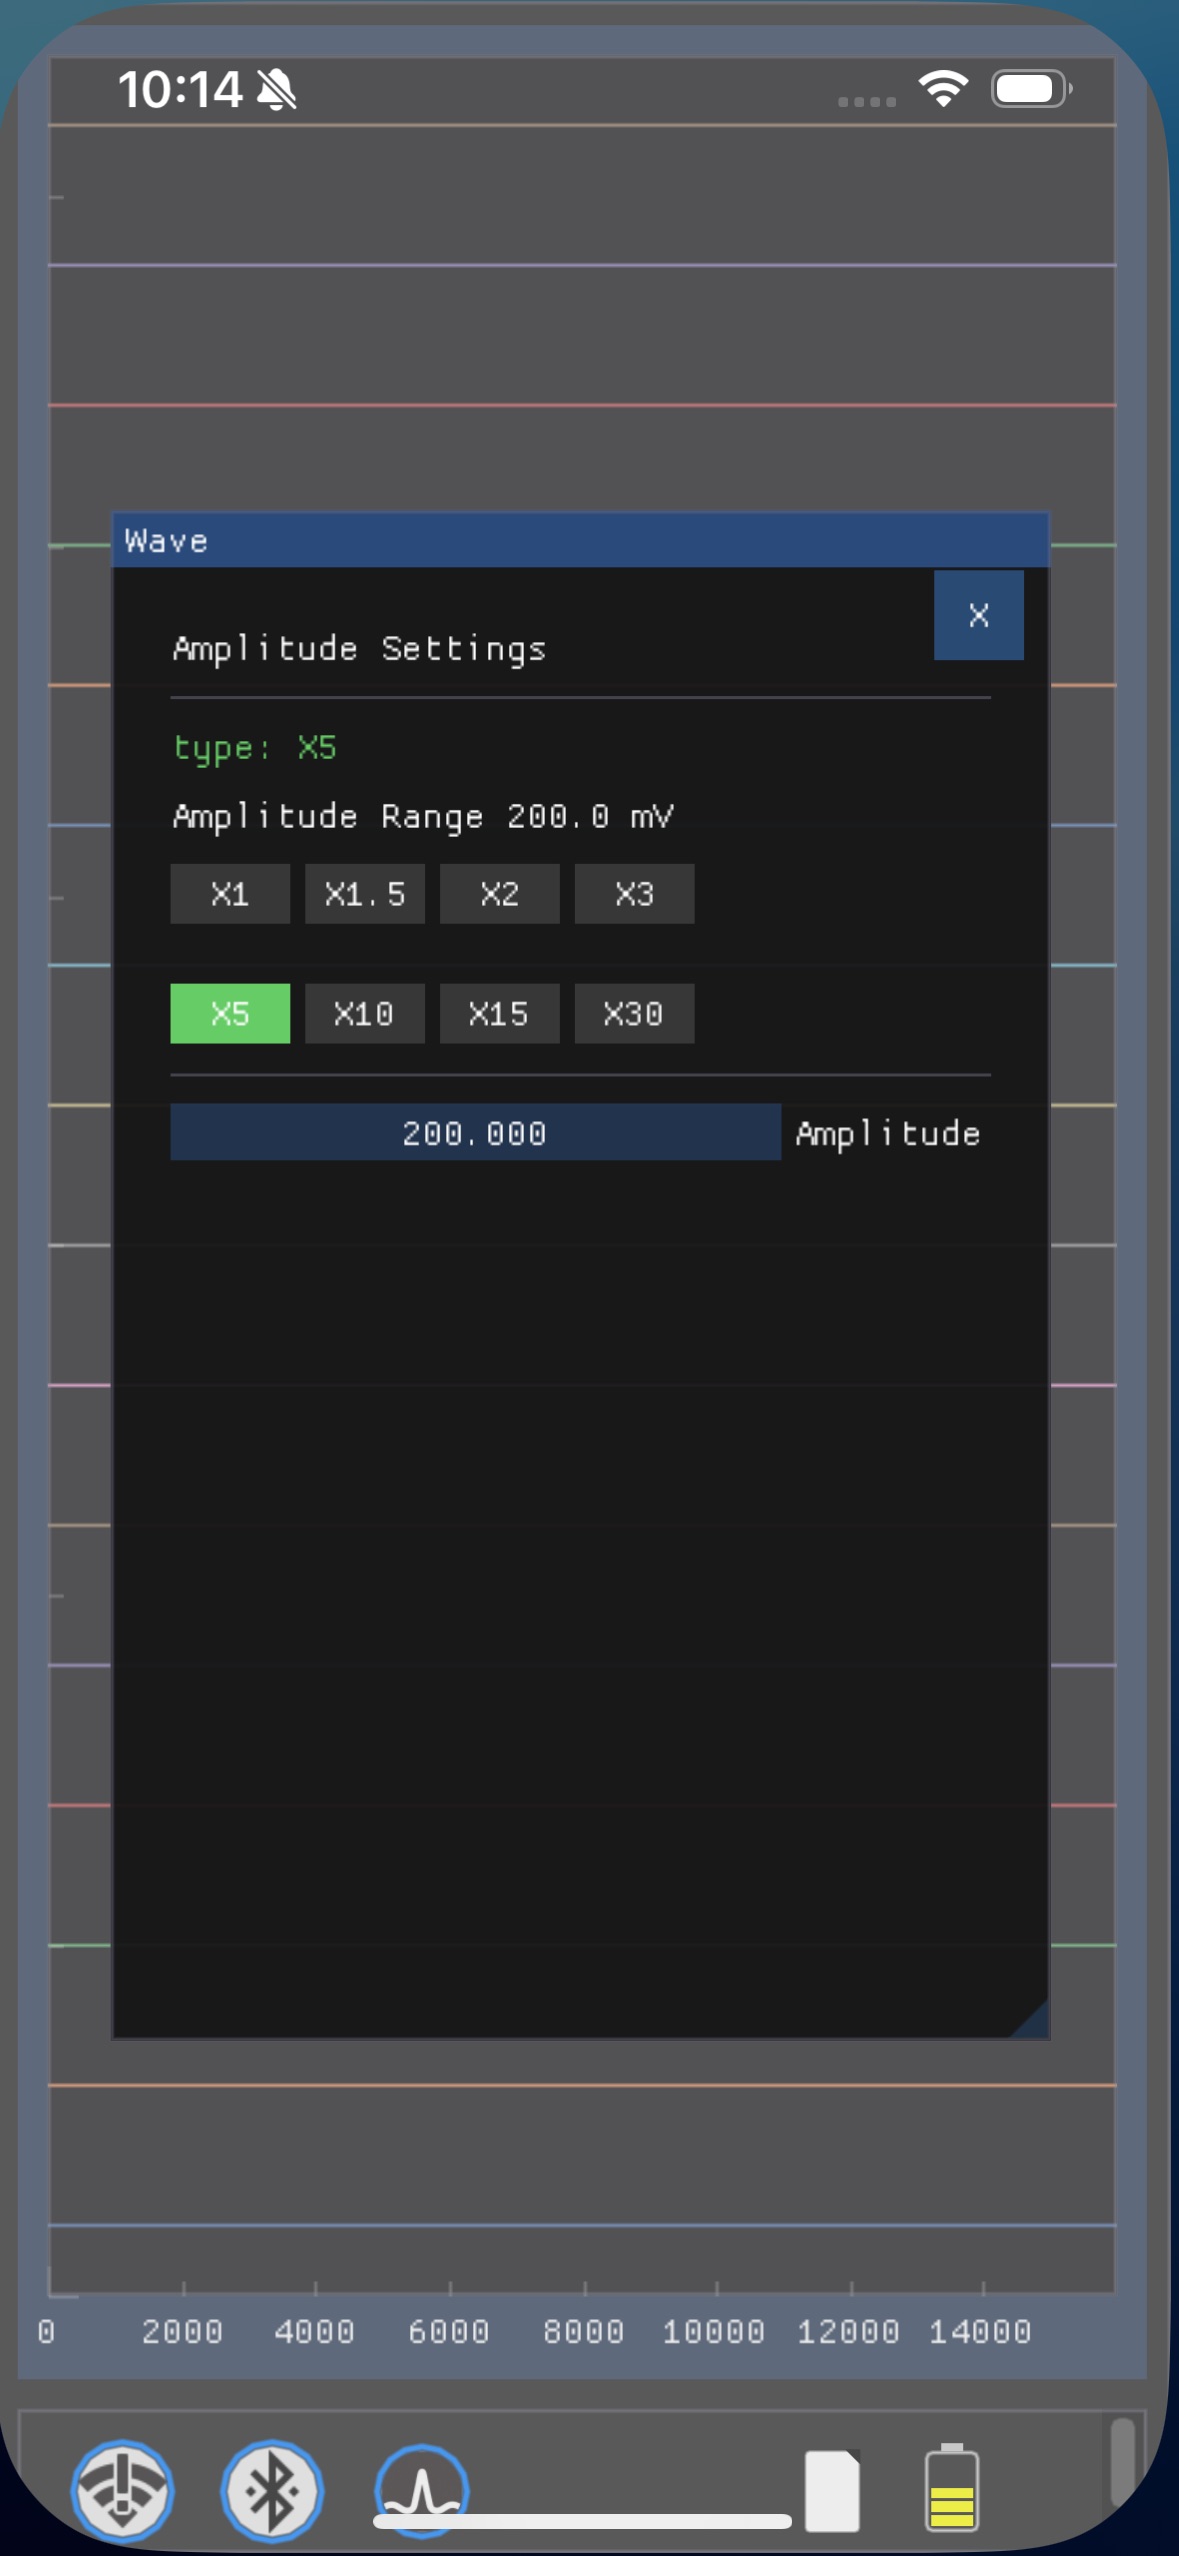 10:14
Wave
X
Amplitude Settings
type: X5
Amplitude Range 200.0 mV
X1 X1.5 X2 X3
X5 X10 X15 X30
200.000 Amplitude
0 2000 4000 6000 8000 10000 12000 14000